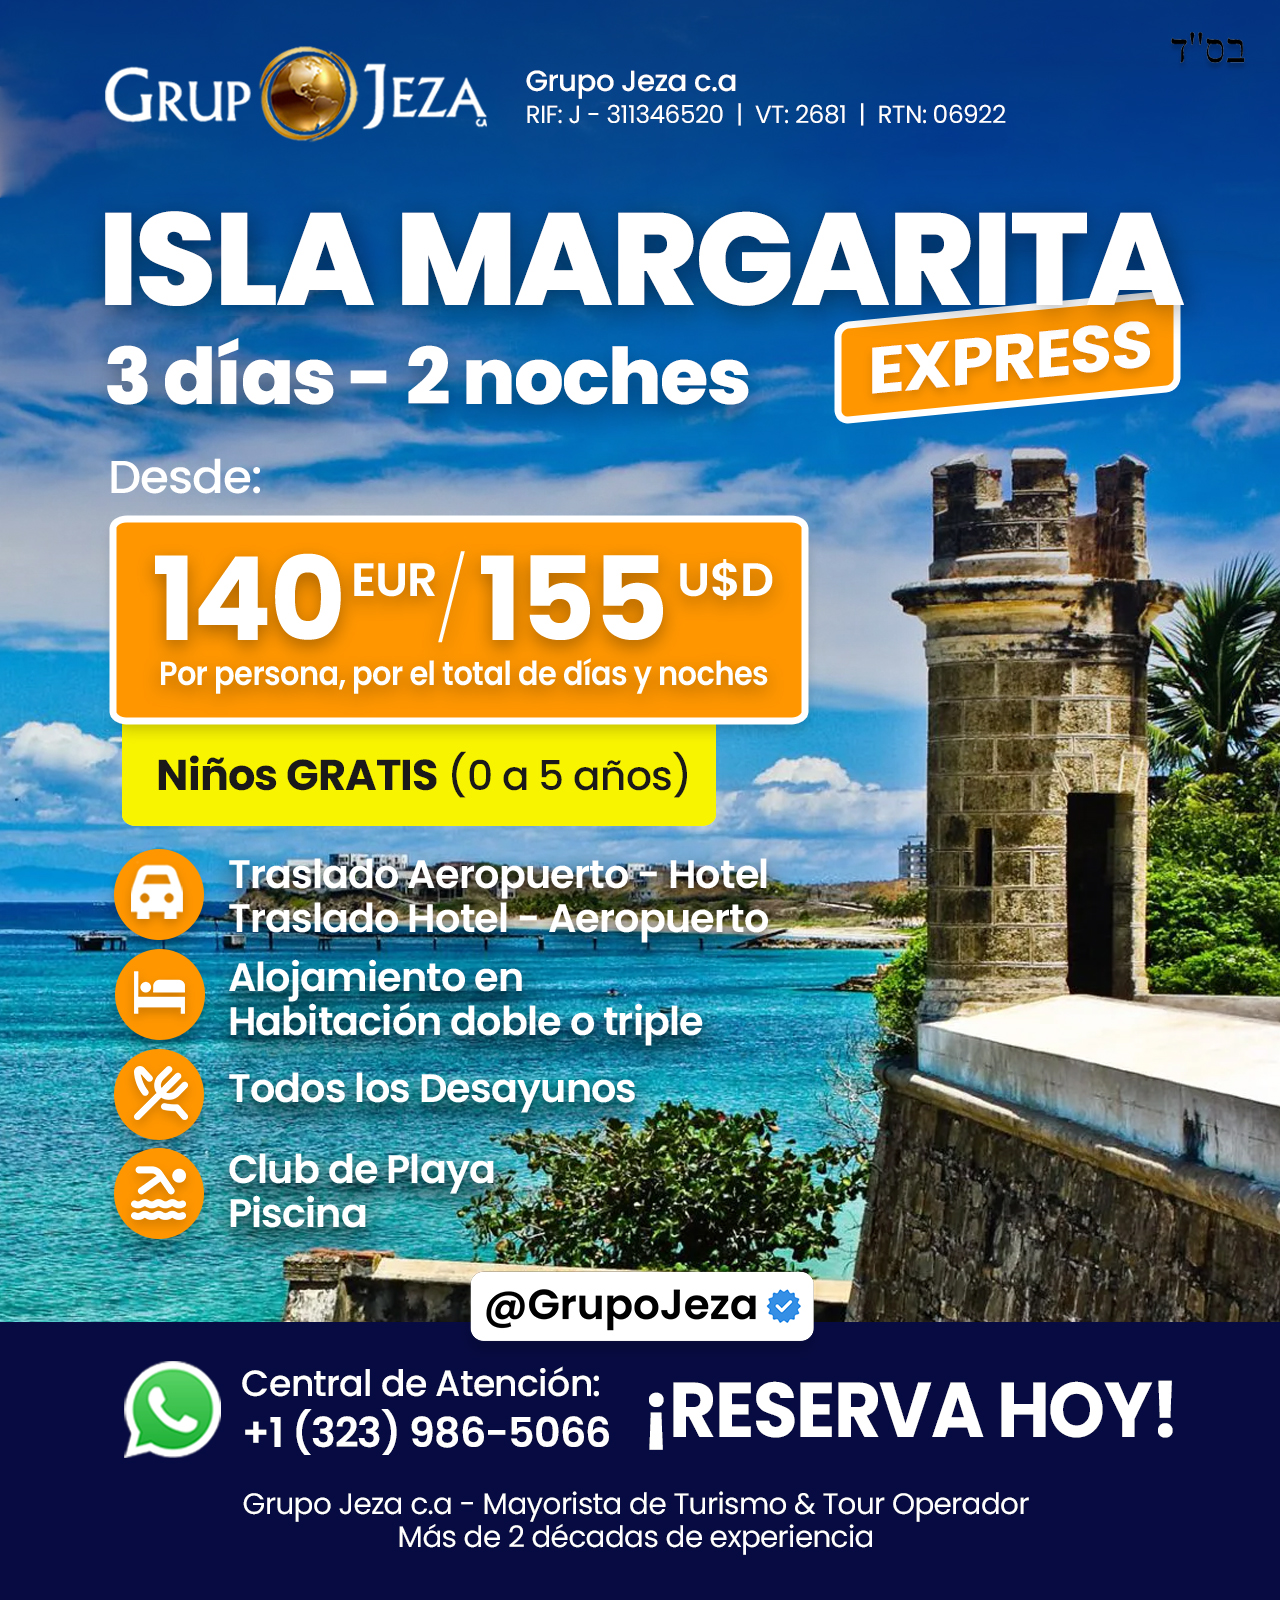 בס"ד
GRUPO JEZA CA
Grupo Jeza c.a
RIF: J - 311346520 | VT: 2681 | RTN: 06922
ISLA MARGARITA
EXPRESS
3 días - 2 noches
Desde:
140 EUR / 155 U$D
Por persona, por el total de días y noches
Niños GRATIS (0 a 5 años)
Traslado Aeropuerto - Hotel
Traslado Hotel - Aeropuerto
Alojamiento en
Habitación doble o triple
Todos los Desayunos
Club de Playa
Piscina
@GrupoJeza
Central de Atención:
+1 (323) 986-5066
¡RESERVA HOY!
Grupo Jeza c.a - Mayorista de Turismo & Tour Operador
Más de 2 décadas de experiencia